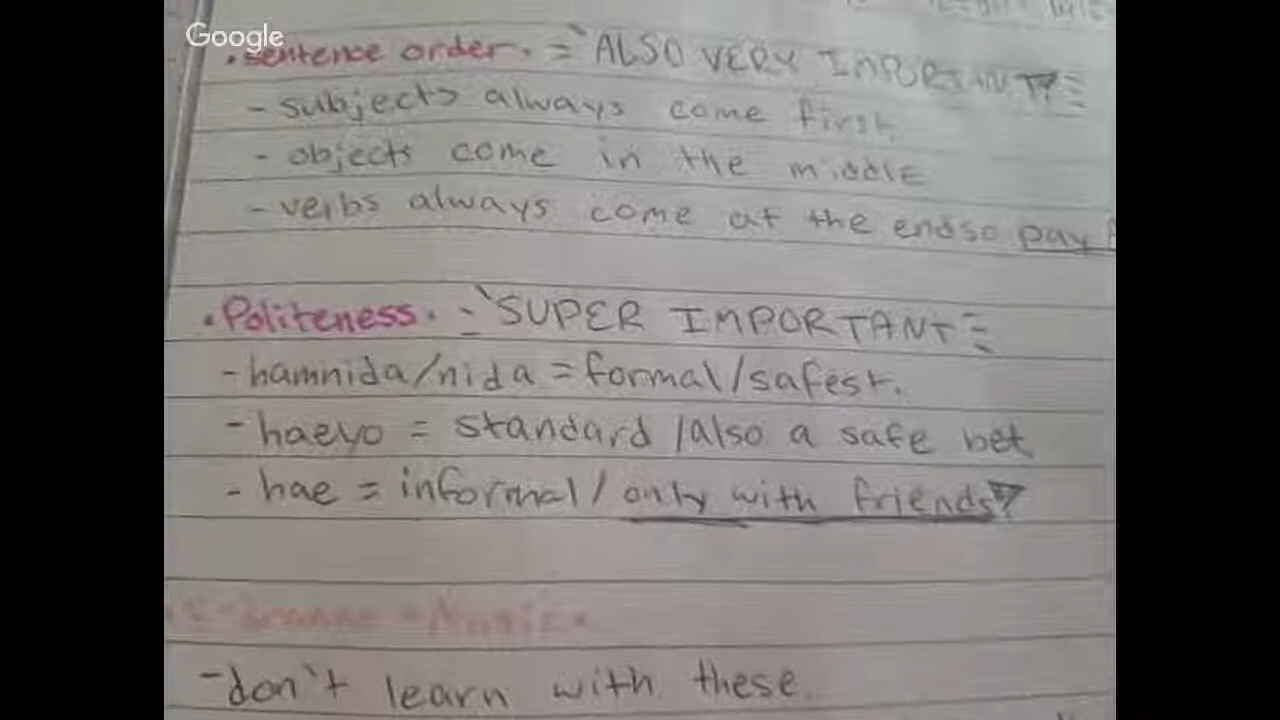 Google
• sentence order. = ALSO VERY IMPORTANT! =
- subjects always come first
- objects come in the middle
- verbs always come at the end so pay
• Politeness. = SUPER IMPORTANT =
- hamnida/nida = formal/safest.
- haeyo = standard /also a safe bet
- hae = informal/only with friends!
K-Dramas - Music.
- don't learn with these.